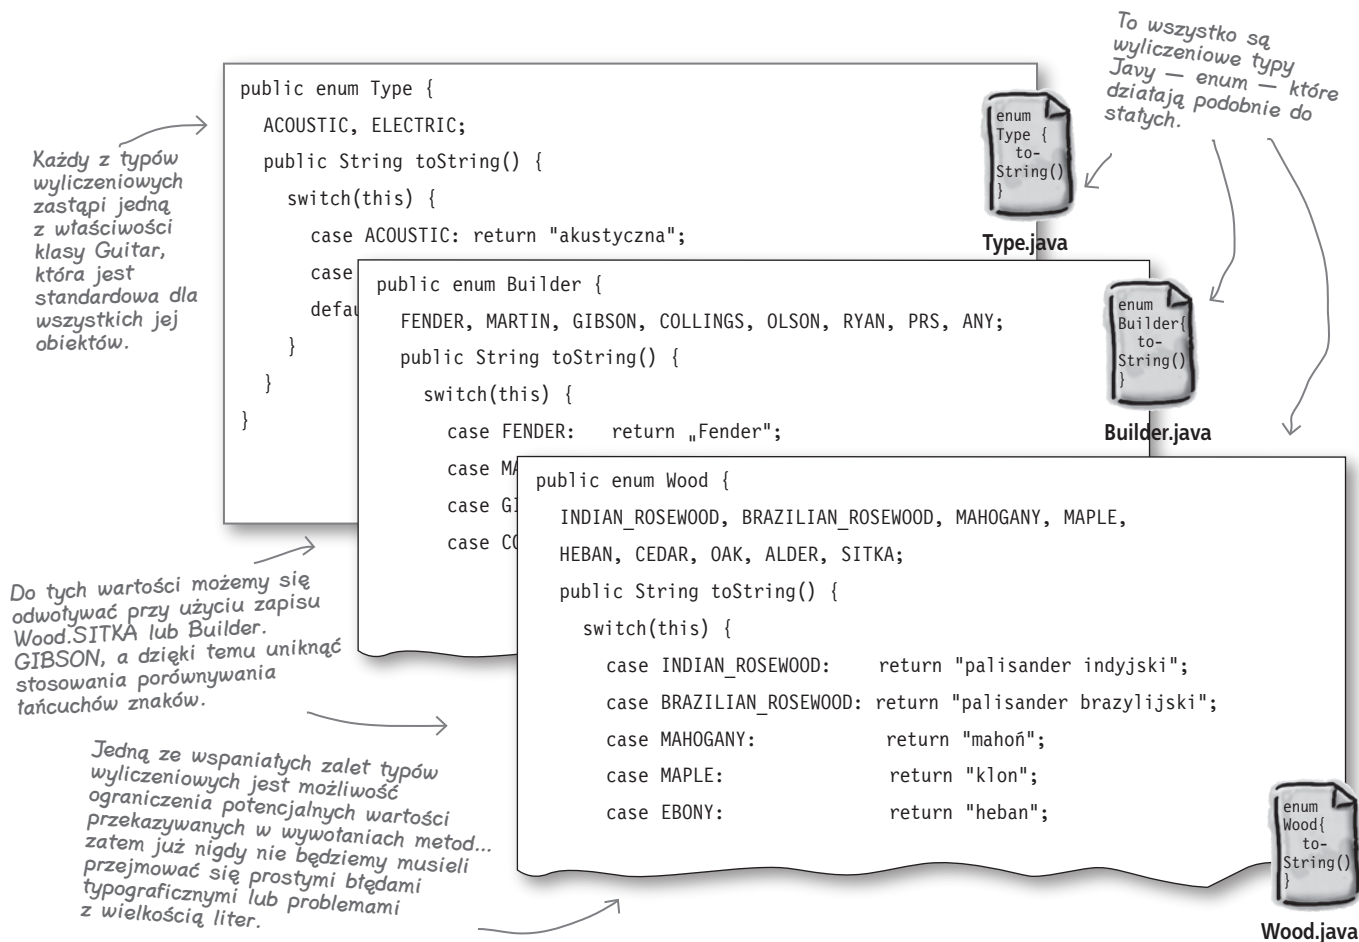 To wszystko są
wyliczeniowe typy
Javy — enum — które
działają podobnie do
stałych.
public enum Type {
ACOUSTIC, ELECTRIC;
public String toString() {
switch(this) {
case ACOUSTIC: return "akustyczna";
case
defau
}
}
}
enum
Type {
to-
String()
}
Type.java
Każdy z typów
wyliczeniowych
zastąpi jedną
z właściwości
klasy Guitar,
która jest
standardowa dla
wszystkich jej
obiektów.
public enum Builder {
FENDER, MARTIN, GIBSON, COLLINGS, OLSON, RYAN, PRS, ANY;
public String toString() {
switch(this) {
case FENDER: return „Fender";
case MA
case GI
case CO
enum
Builder{
to-
String()
}
Builder.java
public enum Wood {
INDIAN_ROSEWOOD, BRAZILIAN_ROSEWOOD, MAHOGANY, MAPLE,
HEBAN, CEDAR, OAK, ALDER, SITKA;
public String toString() {
switch(this) {
case INDIAN_ROSEWOOD: return "palisander indyjski";
case BRAZILIAN_ROSEWOOD: return "palisander brazylijski";
case MAHOGANY: return "mahoń";
case MAPLE: return "klon";
case EBONY: return "heban";
enum
Wood{
to-
String()
}
Wood.java
Do tych wartości możemy się
odwoływać przy użyciu zapisu
Wood.SITKA lub Builder.
GIBSON, a dzięki temu uniknąć
stosowania porównywania
łańcuchów znaków.
Jedną ze wspaniałych zalet typów
wyliczeniowych jest możliwość
ograniczenia potencjalnych wartości
przekazywanych w wywołaniach metod...
zatem już nigdy nie będziemy musieli
przejmować się prostymi błędami
typograficznymi lub problemami
z wielkością liter.